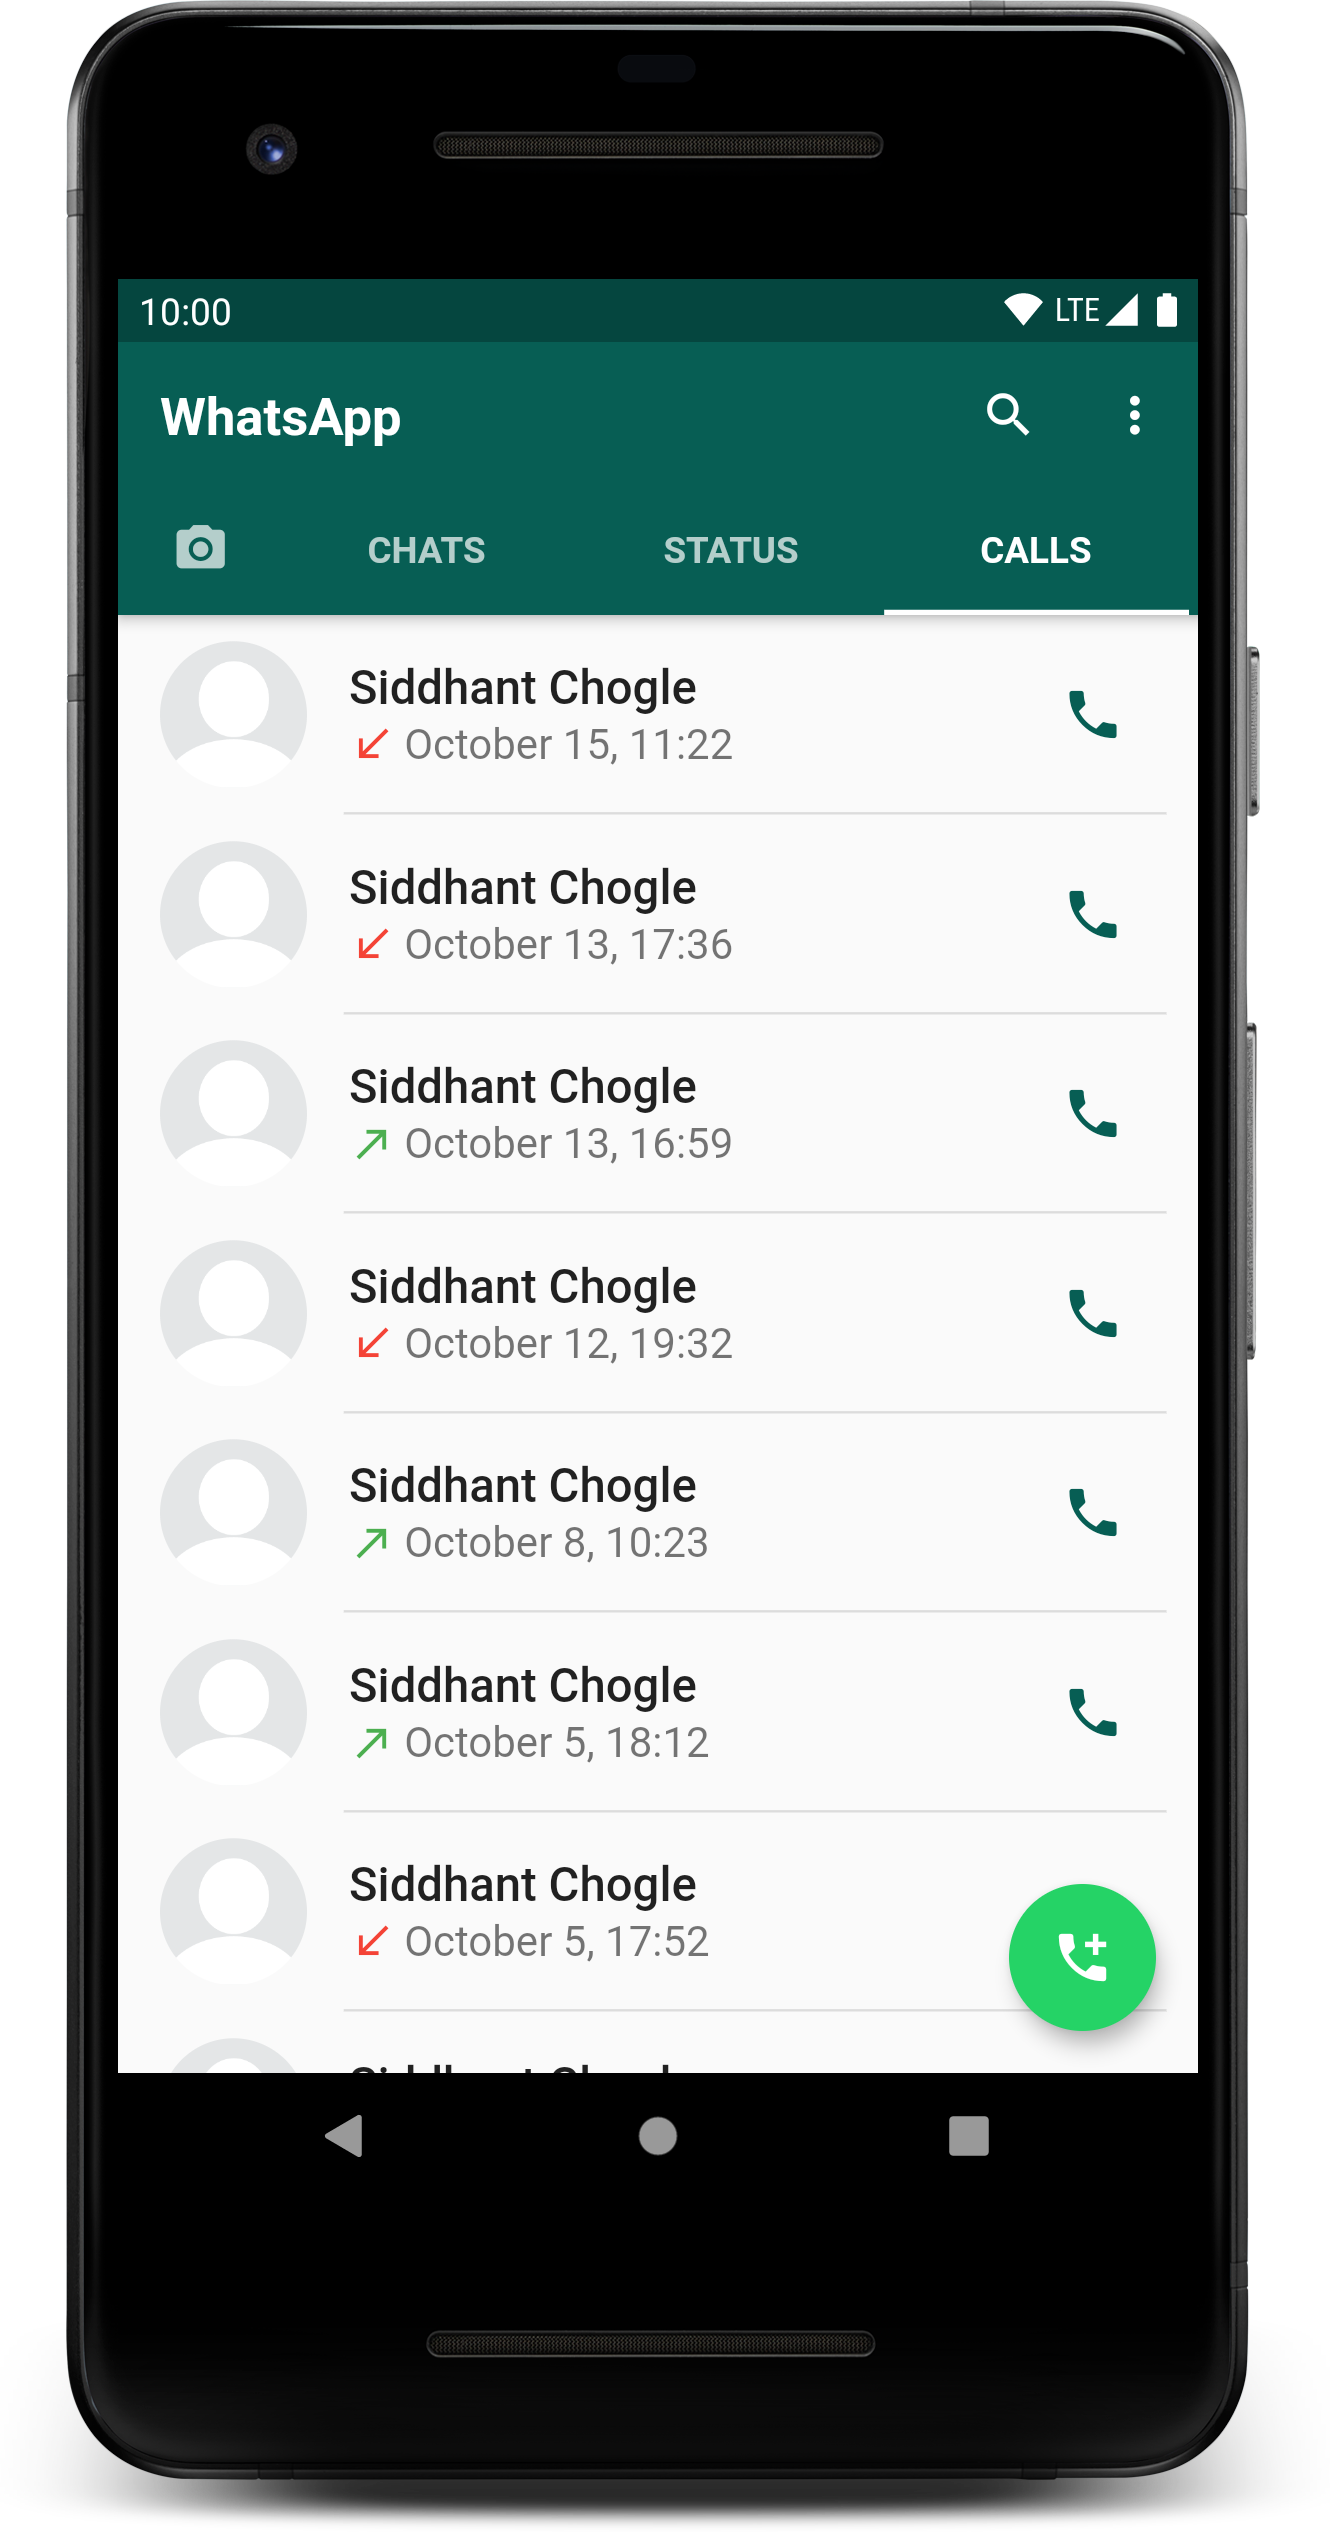 10:00 LTE
WhatsApp
CHATS STATUS CALLS
Siddhant Chogle
October 15, 11:22
Siddhant Chogle
October 13, 17:36
Siddhant Chogle
October 13, 16:59
Siddhant Chogle
October 12, 19:32
Siddhant Chogle
October 8, 10:23
Siddhant Chogle
October 5, 18:12
Siddhant Chogle
October 5, 17:52